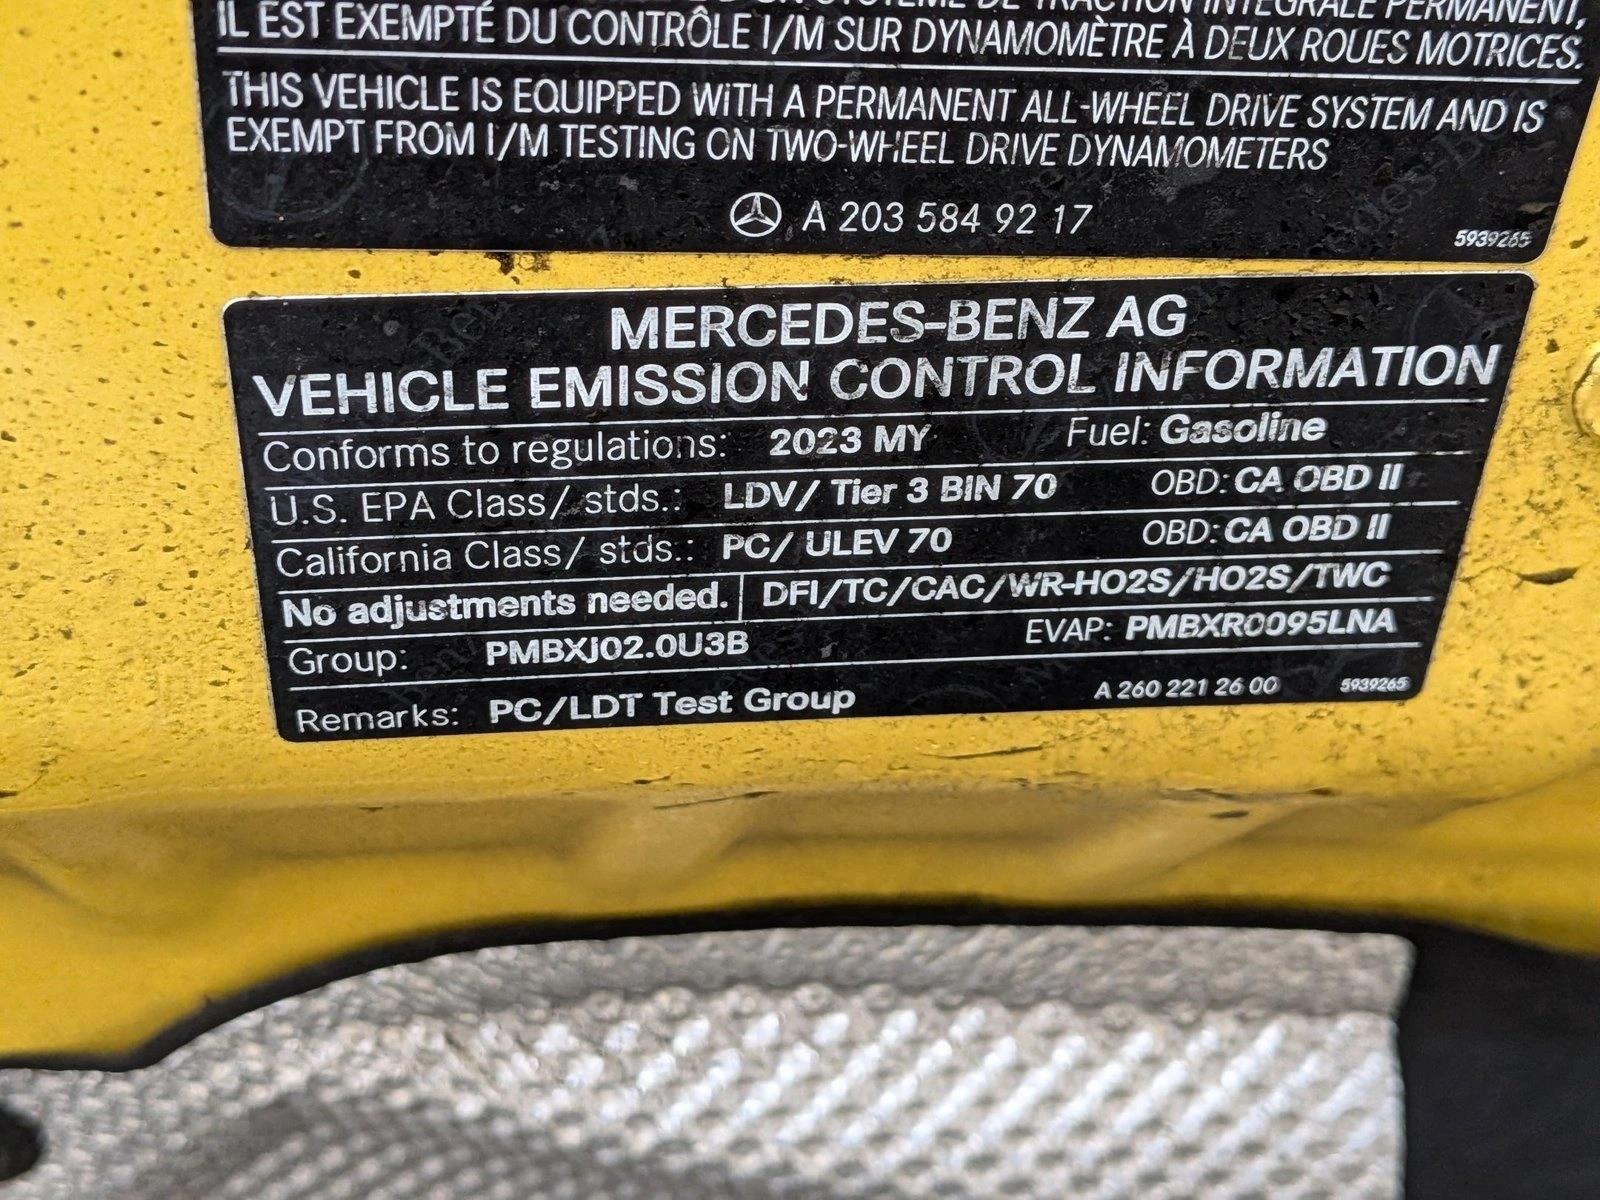 SYSTÈME DE TRACTION INTÉGRALE PERMANENT,
IL EST EXEMPTÉ DU CONTRÔLE I/M SUR DYNAMOMÈTRE À DEUX ROUES MOTRICES.
THIS VEHICLE IS EQUIPPED WITH A PERMANENT ALL-WHEEL DRIVE SYSTEM AND IS
EXEMPT FROM I/M TESTING ON TWO-WHEEL DRIVE DYNAMOMETERS
A 203 584 92 17
5939265
MERCEDES-BENZ AG
VEHICLE EMISSION CONTROL INFORMATION
Conforms to regulations: 2023 MY Fuel: Gasoline
U.S. EPA Class/ stds.: LDV/ Tier 3 BIN 70 OBD: CA OBD II
California Class/ stds.: PC/ ULEV 70 OBD: CA OBD II
No adjustments needed. DFI/TC/CAC/WR-HO2S/HO2S/TWC
Group: PMBXJ02.0U3B EVAP: PMBXR0095LNA
Remarks: PC/LDT Test Group A 260 221 26 00 5939265